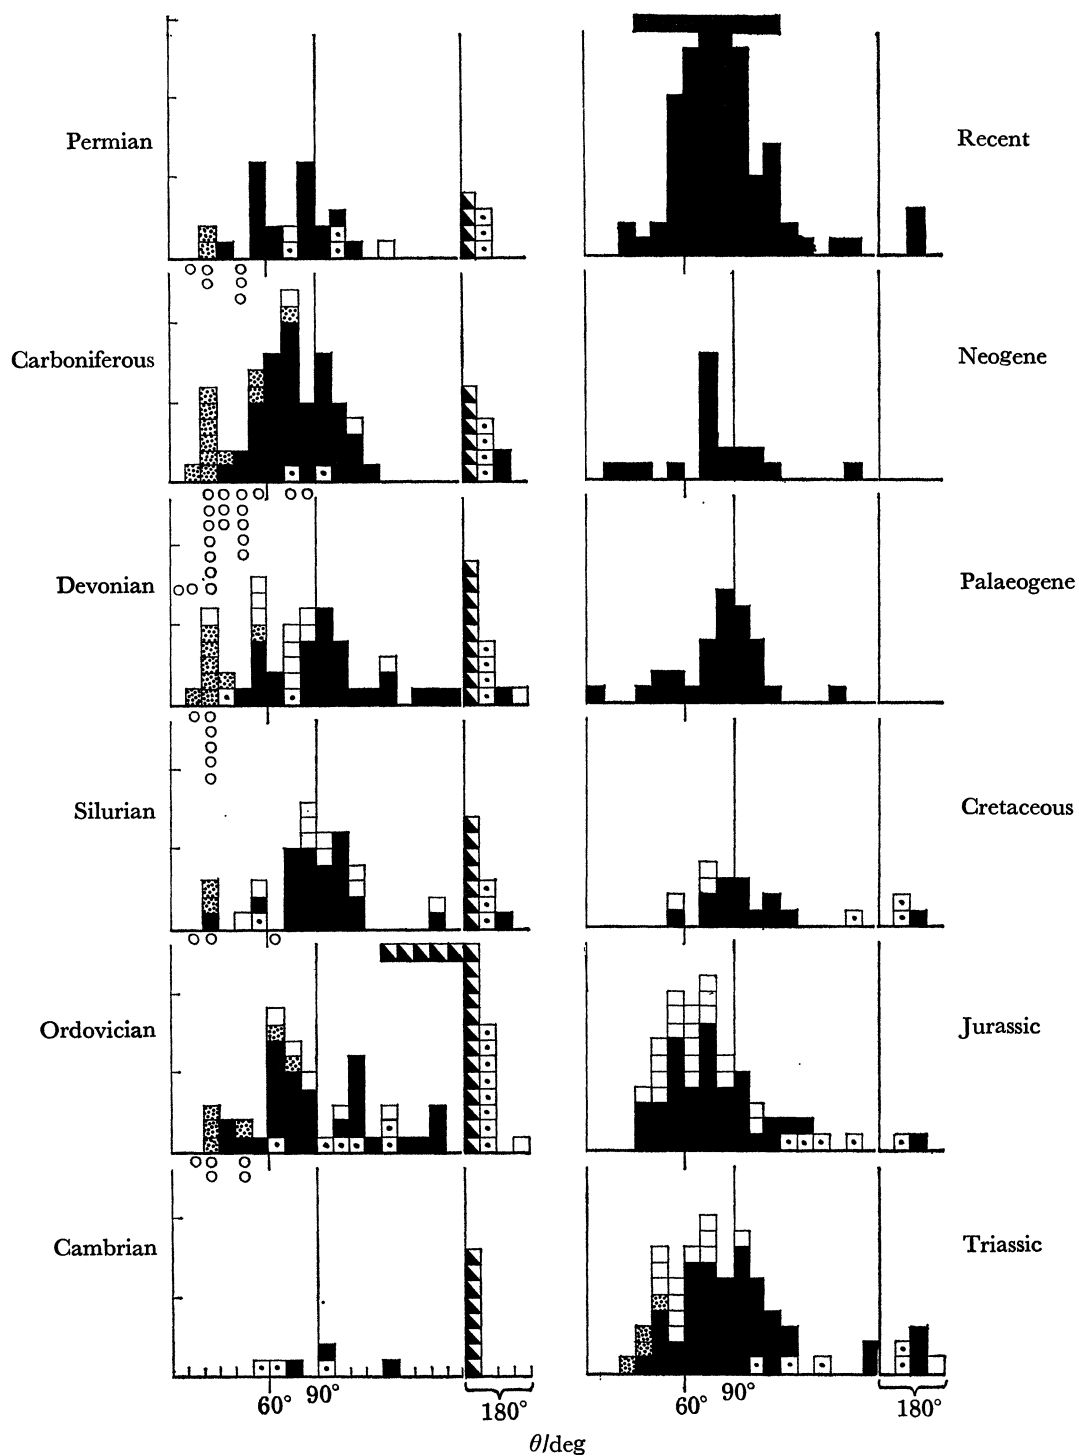 Permian
Recent
Carboniferous
Neogene
Devonian
Palaeogene
Silurian
Cretaceous
Ordovician
Jurassic
Cambrian
Triassic
60° 90° 180°
60° 90° 180°
θ/deg